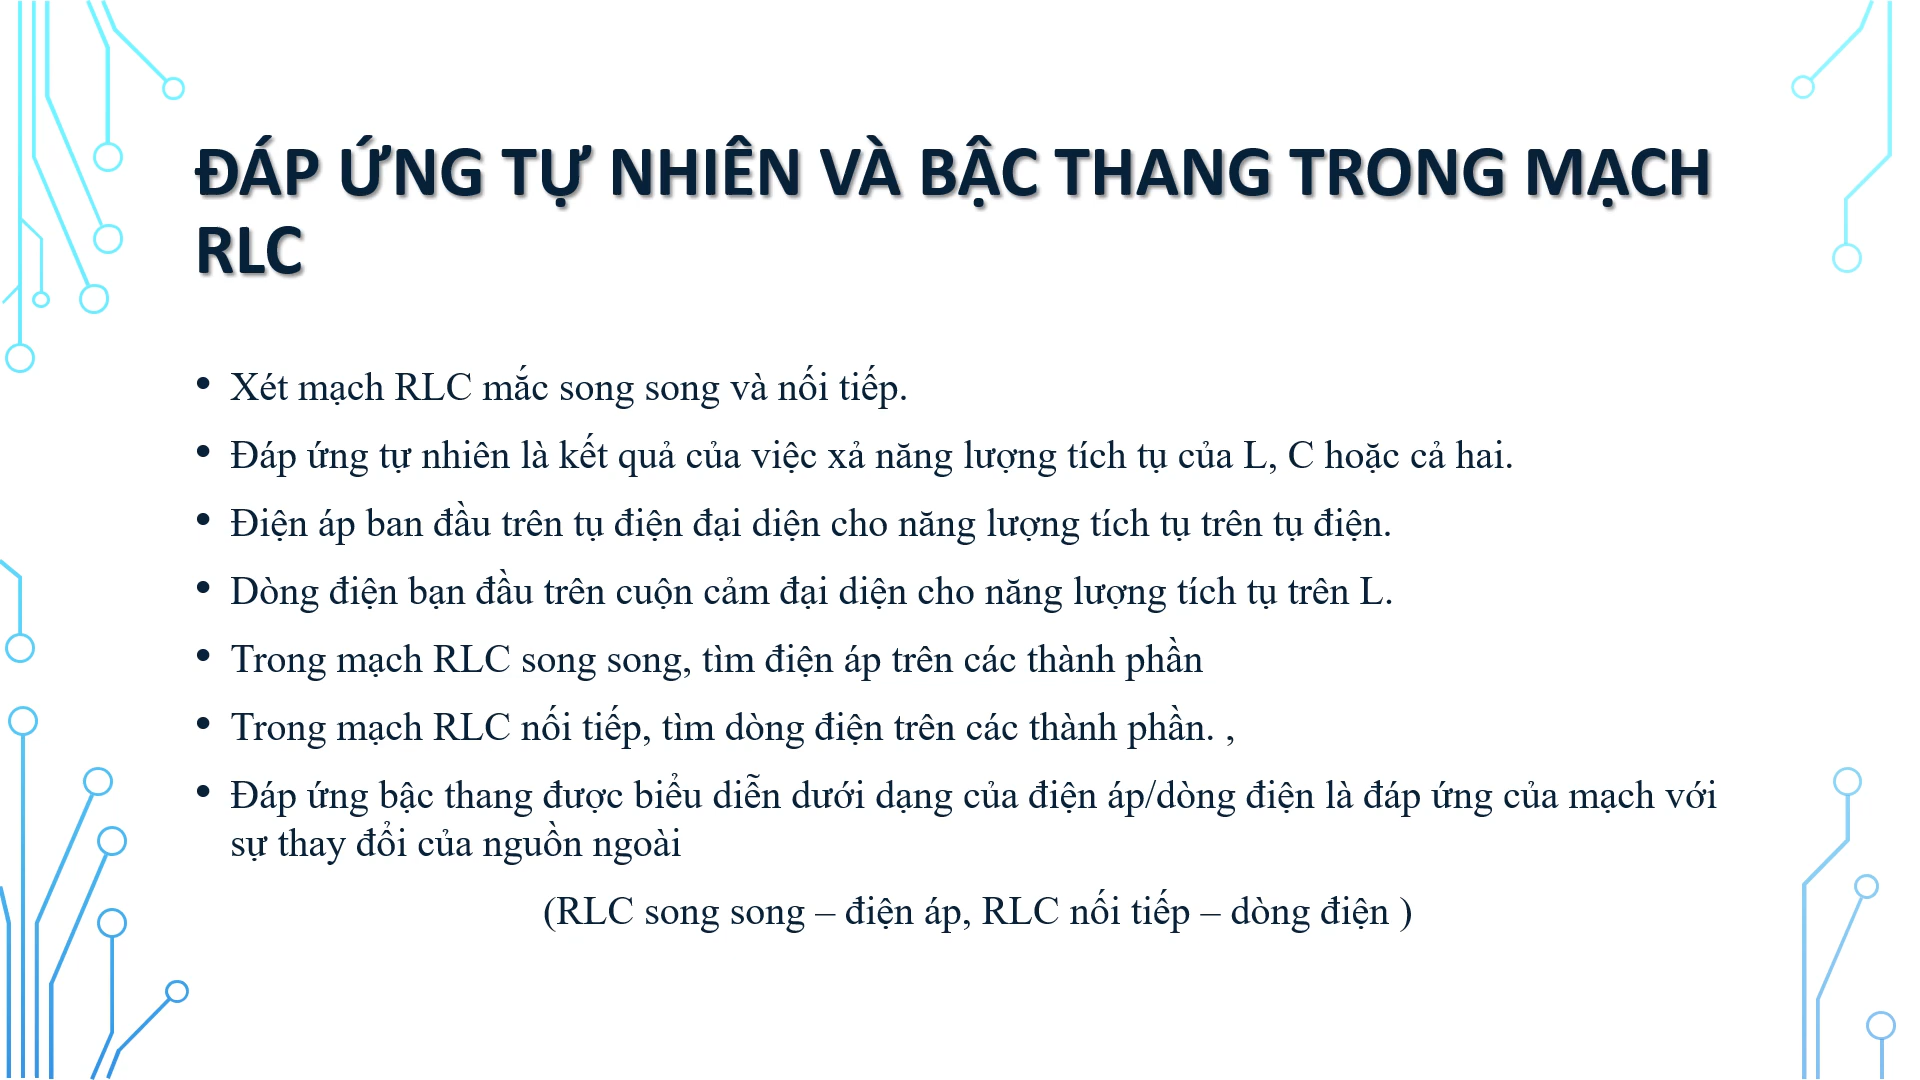 ĐÁP ỨNG TỰ NHIÊN VÀ BẬC THANG TRONG MẠCH
RLC
• Xét mạch RLC mắc song song và nối tiếp.
• Đáp ứng tự nhiên là kết quả của việc xả năng lượng tích tụ của L, C hoặc cả hai.
• Điện áp ban đầu trên tụ điện đại diện cho năng lượng tích tụ trên tụ điện.
• Dòng điện bạn đầu trên cuộn cảm đại diện cho năng lượng tích tụ trên L.
• Trong mạch RLC song song, tìm điện áp trên các thành phần
• Trong mạch RLC nối tiếp, tìm dòng điện trên các thành phần. ,
• Đáp ứng bậc thang được biểu diễn dưới dạng của điện áp/dòng điện là đáp ứng của mạch với
sự thay đổi của nguồn ngoài
(RLC song song – điện áp, RLC nối tiếp – dòng điện )